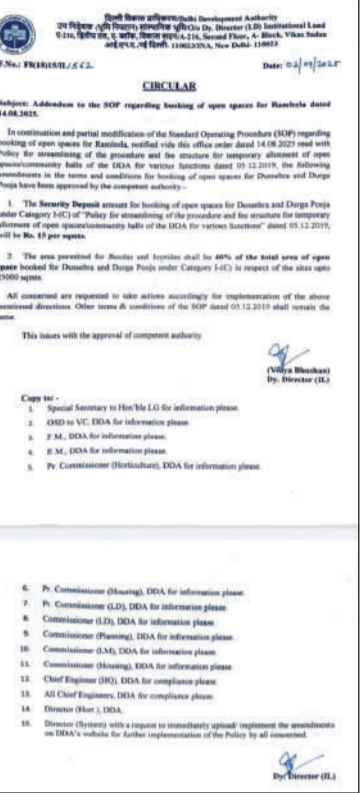 दिल्ली विकास प्राधिकरण/Delhi Development Authority
उप निदेशक (भूमि निपटान) सांस्थानिक भूमि/O/o Dy. Director (LD) Institutional Land
ए-216, द्वितीय तल, ए- ब्लॉक, विकास सदन/A-216, Second Floor, A- Block, Vikas Sadan
आई.एन.ए, नई दिल्ली- 110023/INA, New Delhi- 110023
Date: 02/09/2025
CIRCULAR
Subject: Addendum to the SOP regarding booking of open spaces for Ramleela dated
14.08.2025.
In continuation and partial modification of the Standard Operating Procedure (SOP) regarding
booking of open spaces for Ramleela, notified vide this office order dated 14.08.2025 read with
Policy for streamlining of the procedure and fee structure for temporary allotment of open
spaces/community halls of the DDA for various functions dated 05.12.2019, the following
amendments in the terms and conditions for booking of open spaces for Dussehra and Durga
Pooja have been approved by the competent authority:-
1. The Security Deposit amount for booking of open spaces for Dussehra and Durga Pooja
under Category I-(C) of "Policy for streamlining of the procedure and fee structure for temporary
allotment of open spaces/community halls of the DDA for various functions" dated 05.12.2019,
will be Rs. 15 per sqmts.
2. The area permitted for and Joyrides shall be 40% of the total area of open
space booked for Dussehra and Durga Pooja under Category I-(C) in respect of the sites upto
All concerned are requested to take actions accordingly for implementation of the above
mentioned directions. Other terms & conditions of the SOP dated 05.12.2019 shall remain the
same.
This issues with the approval of competent authority.
(Vidya Bhushan)
Dy. Director (IL)
Copy to: -
1. Special Secretary to Hon'ble LG for information please.
2. OSD to VC, DDA for information please.
3. F.M., DDA for information please.
4. E.M., DDA for information please.
5. Pr. Commissioner (Horticulture), DDA for information please.
6. Pr. Commissioner (Housing), DDA for information please.
7. Pr. Commissioner (LD), DDA for information please.
8. Commissioner (LD), DDA for information please.
9. Commissioner (Planning), DDA for information please.
10. Commissioner (LM), DDA for information please.
11. Commissioner (Housing), DDA for information please.
12. Chief Engineer (HQ), DDA for compliance please.
13. All Chief Engineers, DDA for compliance please.
14. Director (Hort.), DDA.
15. Director (System) with a request to immediately upload/ implement the amendments
on DDA's website for further implementation of the Policy by all concerned.
Dy. Director (IL)